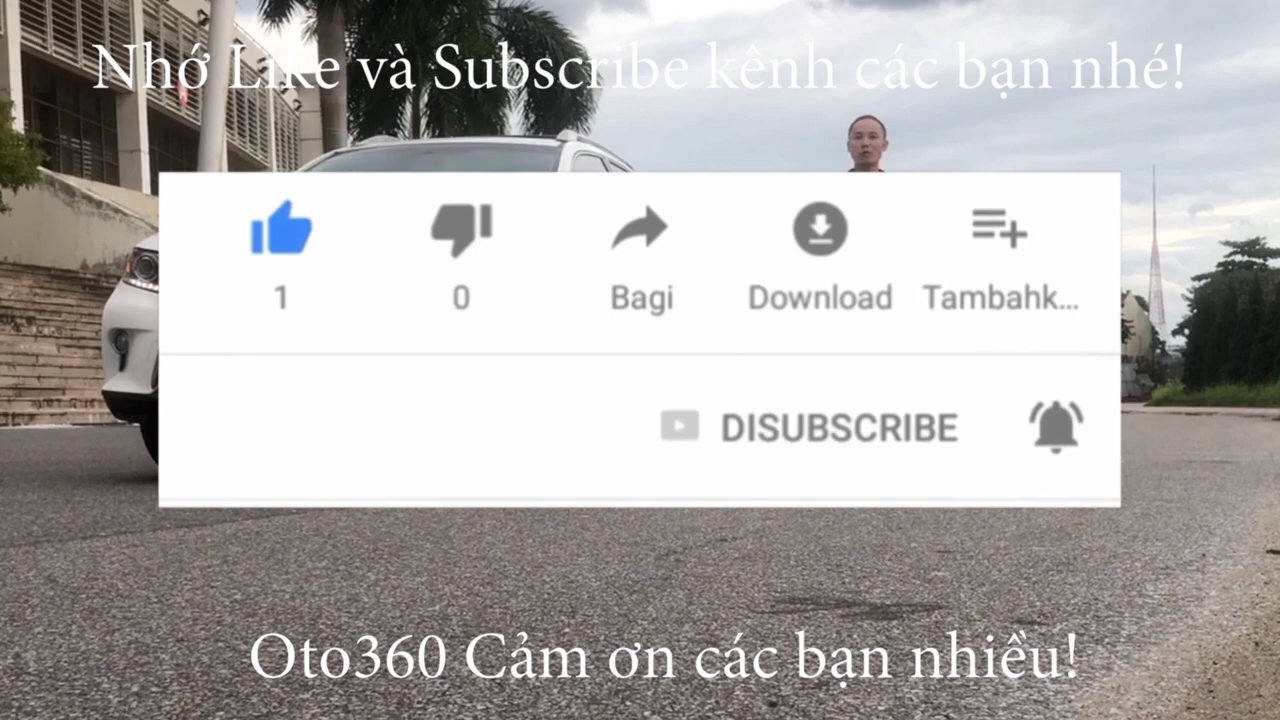 Nhớ Like và Subscribe kênh các bạn nhé!
1 0 Bagi Download Tambahk...
DISUBSCRIBE
Oto360 Cảm ơn các bạn nhiều!